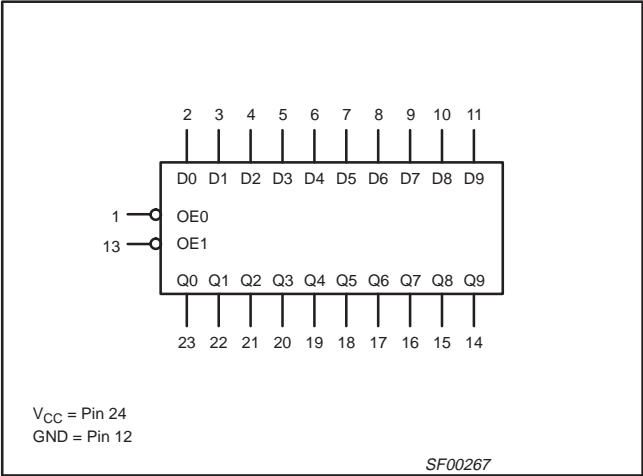 2 3 4 5 6 7 8 9 10 11
D0 D1 D2 D3 D4 D5 D6 D7 D8 D9
1 OE0
13 OE1
Q0 Q1 Q2 Q3 Q4 Q5 Q6 Q7 Q8 Q9
23 22 21 20 19 18 17 16 15 14
VCC = Pin 24
GND = Pin 12
SF00267